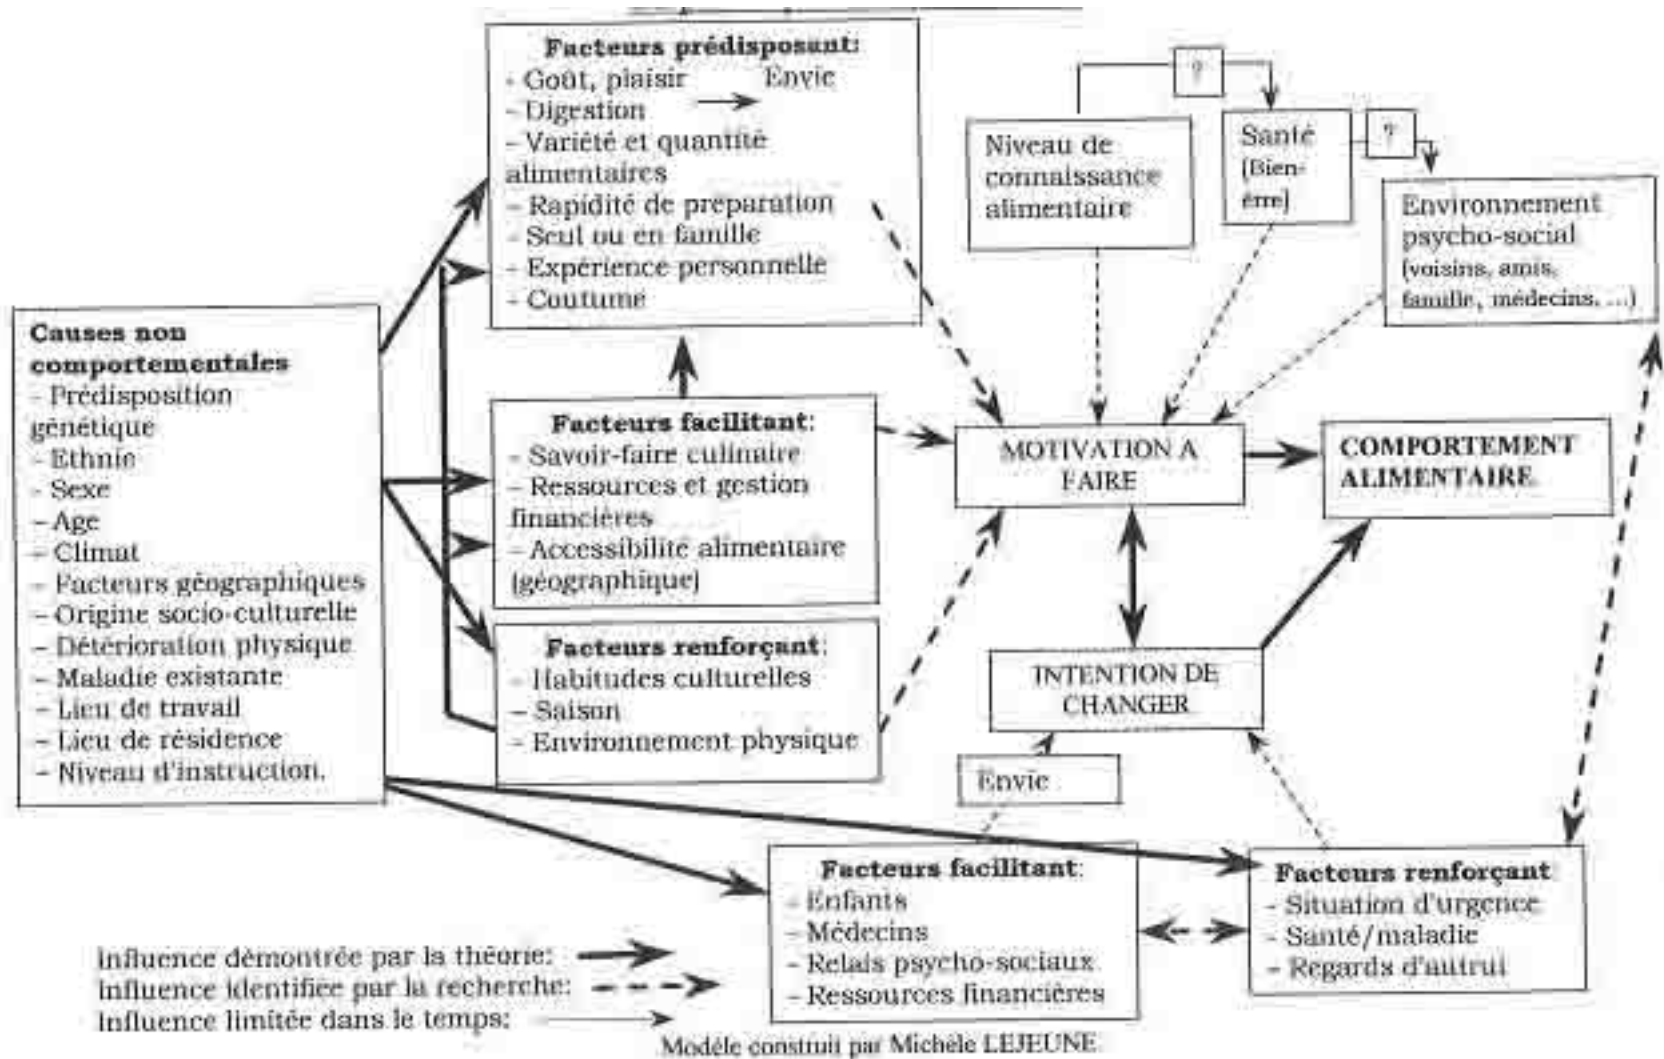 Facteurs prédisposant:
- Goût, plaisir
Envie
- Digestion
- Variété et quantité
alimentaires
- Rapidité de préparation
- Seul ou en famille
- Expérience personnelle
- Coutume
?
Niveau de
connaissance
alimentaire
Santé
(Bien-
être)
?
Environnement
psycho-social
(voisins, amis,
famille, médecins, ...)
Causes non
comportementales
- Prédisposition
génétique
- Ethnie
- Sexe
- Age
- Climat
- Facteurs géographiques
- Origine socio-culturelle
- Détérioration physique
- Maladie existante
- Lieu de travail
- Lieu de résidence
- Niveau d'instruction.
Facteurs facilitant:
- Savoir-faire culinaire
- Ressources et gestion
financières
- Accessibilité alimentaire
(géographique)
MOTIVATION A
FAIRE
COMPORTEMENT
ALIMENTAIRE
Facteurs renforçant:
- Habitudes culturelles
- Saison
- Environnement physique
INTENTION DE
CHANGER
Envie
Facteurs facilitant:
- Enfants
- Médecins
- Relais psycho-sociaux
- Ressources financières
Facteurs renforçant
- Situation d'urgence
- Santé/maladie
- Regards d'autrui
Influence démontrée par la théorie:
Influence identifiée par la recherche:
Influence limitée dans le temps:
Modèle construit par Michèle LEJEUNE